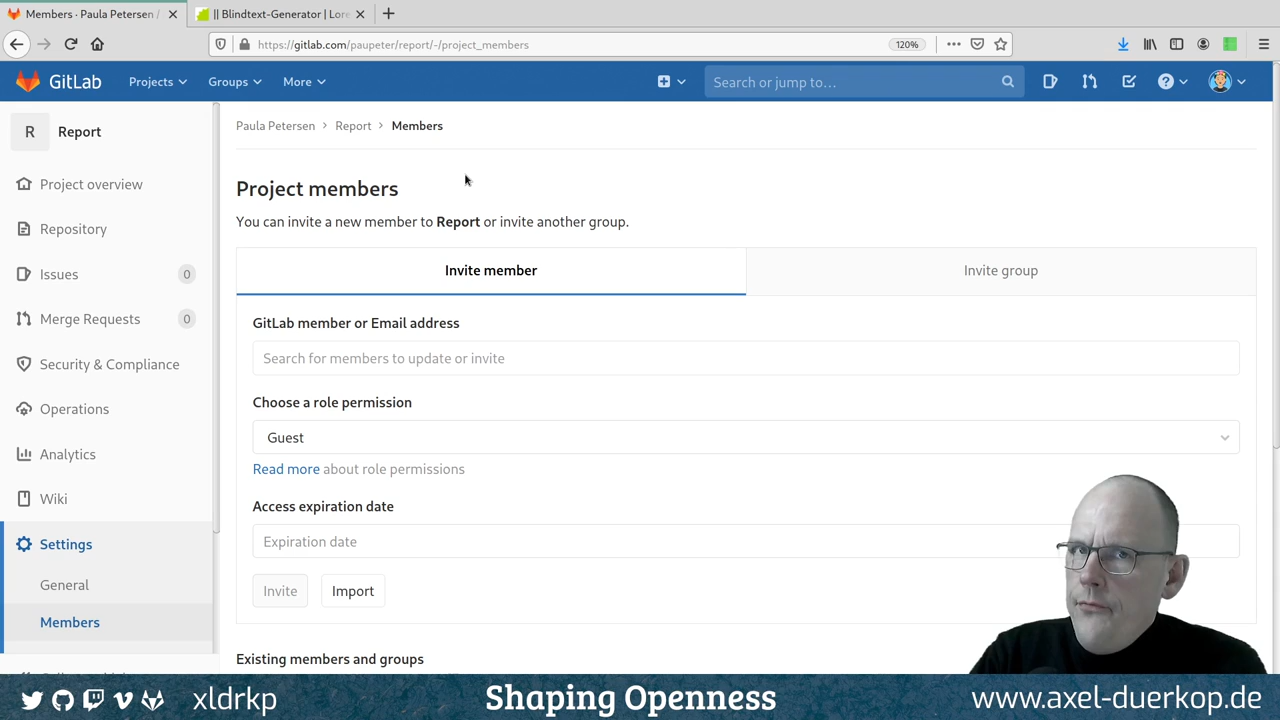 Members · Paula Petersen /
|| Blindtext-Generator | Lore
https://gitlab.com/paupeter/report/-/project_members
120%
GitLab
Projects
Groups
More
Search or jump to…
R
Report
Paula Petersen > Report > Members
Project overview
Repository
Issues
0
Merge Requests
0
Security & Compliance
Operations
Analytics
Wiki
Settings
General
Members
Project members
You can invite a new member to Report or invite another group.
Invite member
Invite group
GitLab member or Email address
Search for members to update or invite
Choose a role permission
Guest
Read more about role permissions
Access expiration date
Expiration date
Invite
Import
Existing members and groups
xldrkp
Shaping Openness
www.axel-duerkop.de